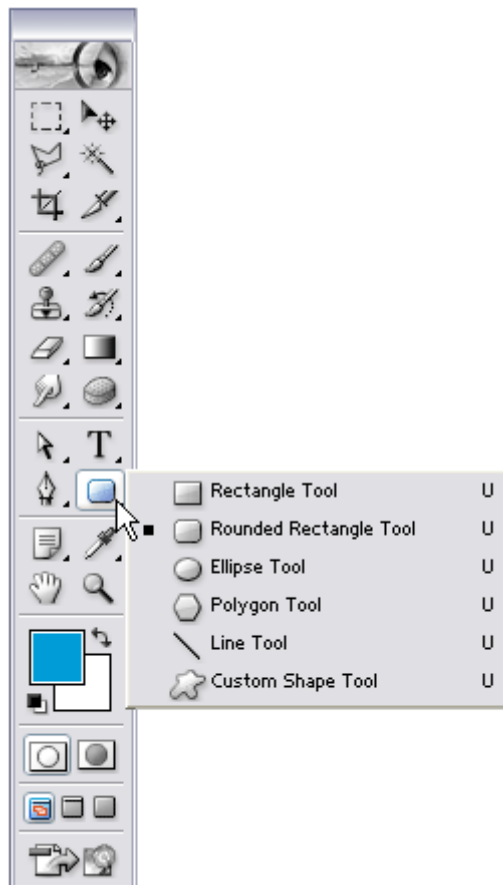 T
Rectangle Tool U
Rounded Rectangle Tool U
Ellipse Tool U
Polygon Tool U
Line Tool U
Custom Shape Tool U